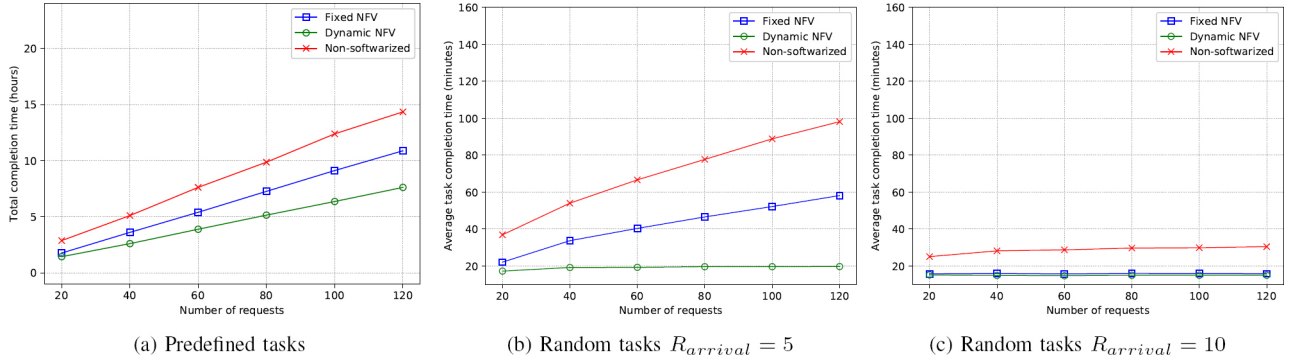 Fixed NFV
Dynamic NFV
Non-softwarized
Total completion time (hours)
20
15
10
5
0
20 40 60 80 100 120
Number of requests
(a) Predefined tasks
Fixed NFV
Dynamic NFV
Non-softwarized
Average task completion time (minutes)
160
140
120
100
80
60
40
20
20 40 60 80 100 120
Number of requests
(b) Random tasks R_{arrival} = 5
Fixed NFV
Dynamic NFV
Non-softwarized
Average task completion time (minutes)
160
140
120
100
80
60
40
20
20 40 60 80 100 120
Number of requests
(c) Random tasks R_{arrival} = 10